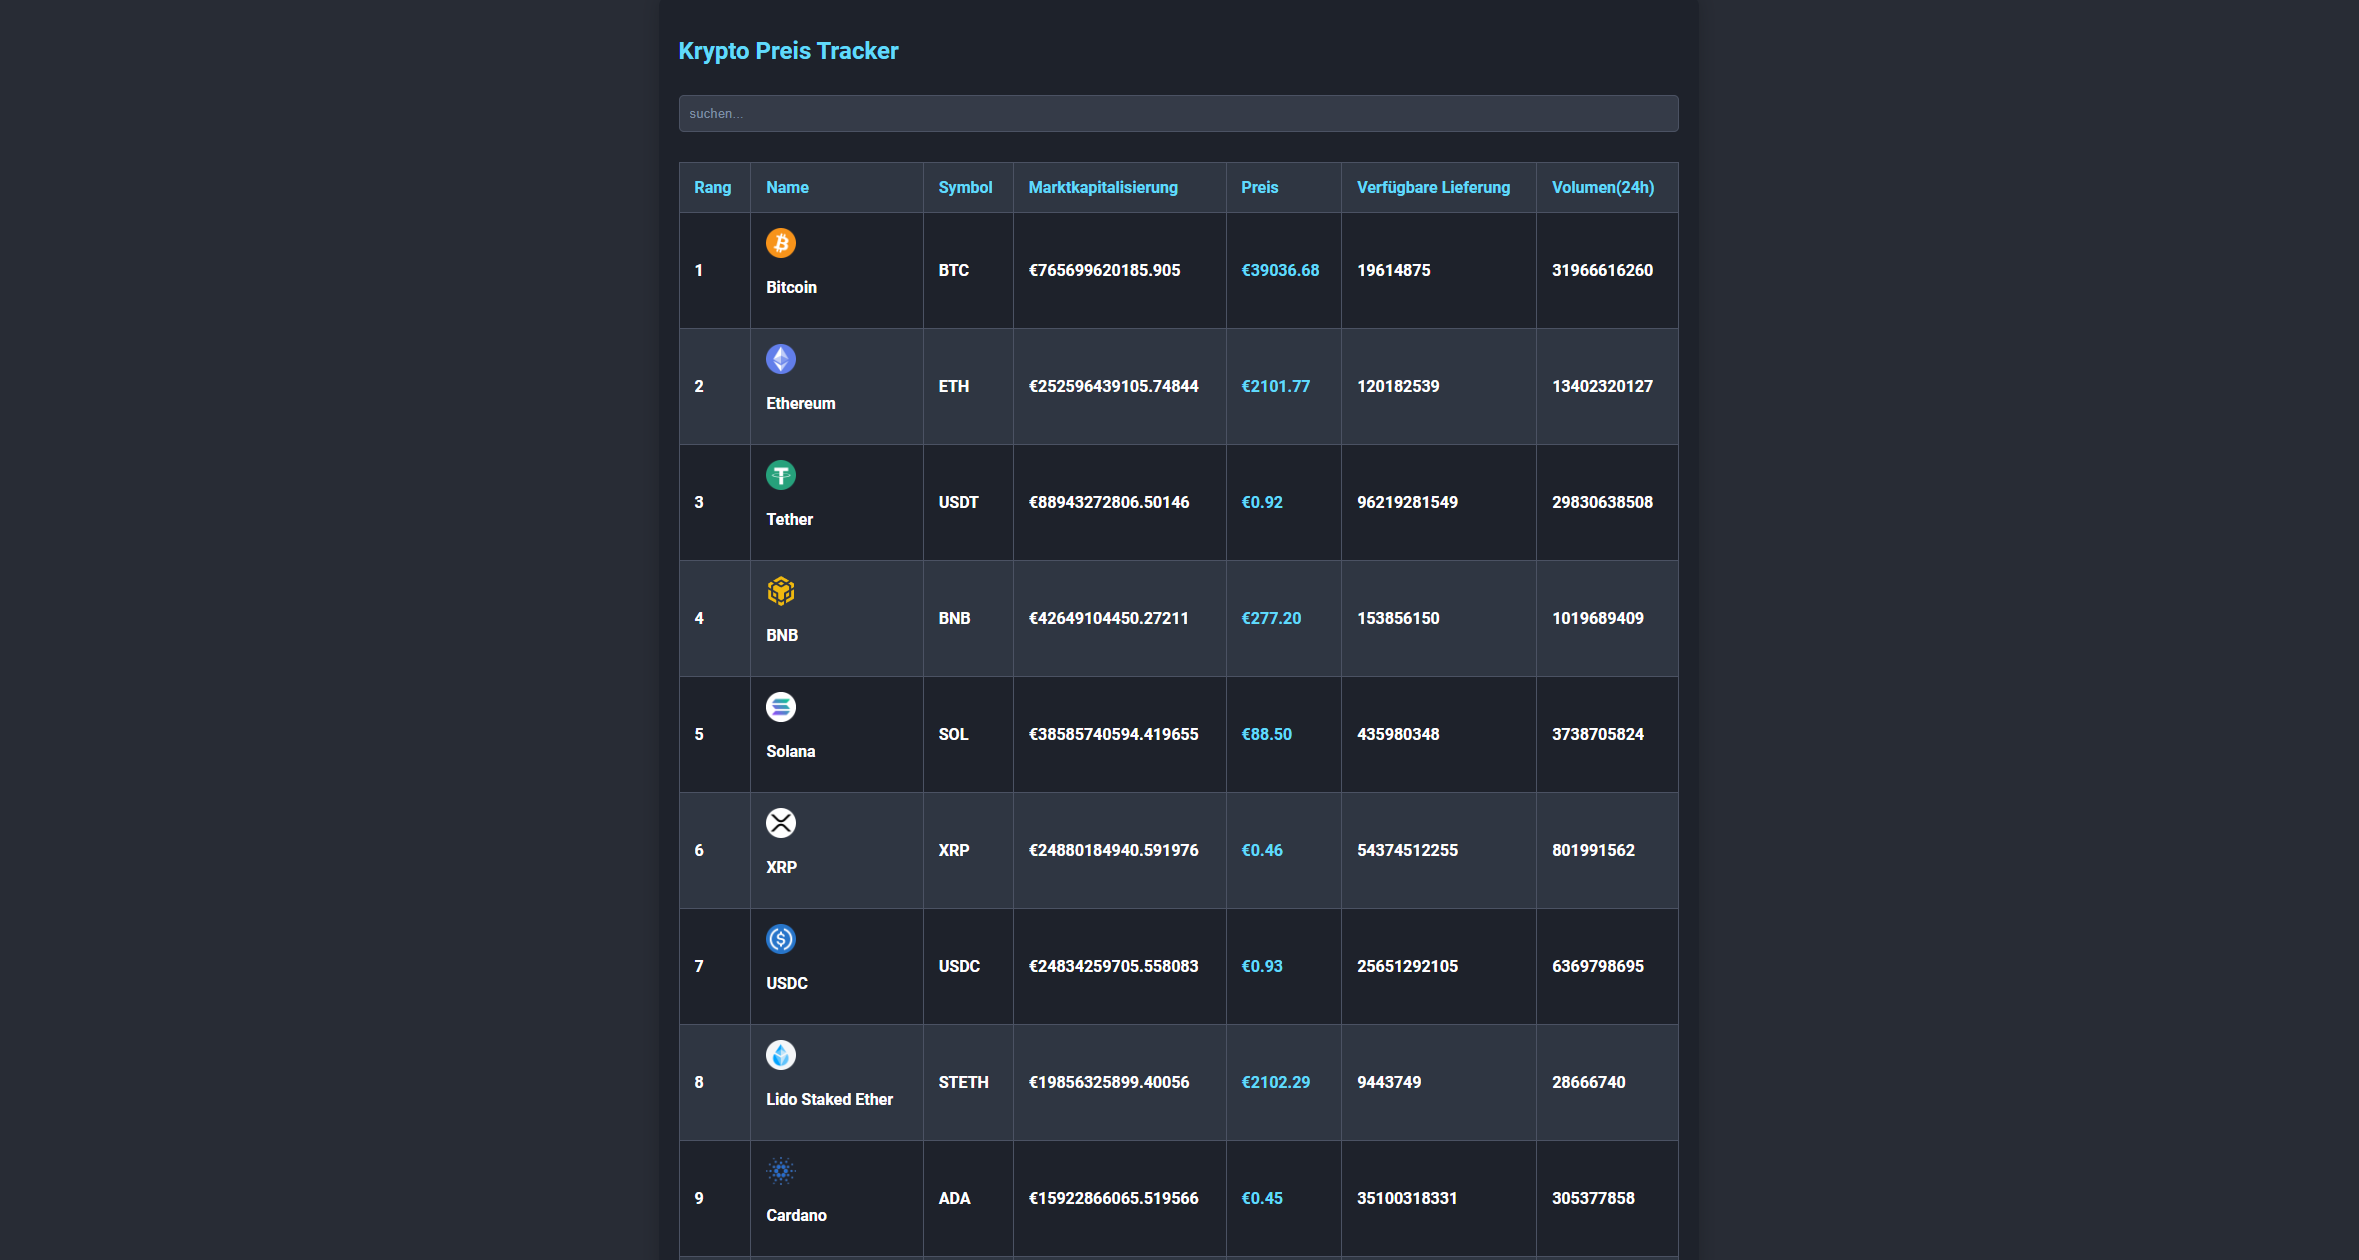 Krypto Preis Tracker
suchen...
Rang Name Symbol Marktkapitalisierung Preis Verfügbare Lieferung Volumen(24h)
1 Bitcoin BTC €765699620185.905 €39036.68 19614875 31966616260
2 Ethereum ETH €252596439105.74844 €2101.77 120182539 13402320127
3 Tether USDT €88943272806.50146 €0.92 96219281549 29830638508
4 BNB BNB €42649104450.27211 €277.20 153856150 1019689409
5 Solana SOL €38585740594.419655 €88.50 435980348 3738705824
6 XRP XRP €24880184940.591976 €0.46 54374512255 801991562
7 USDC USDC €24834259705.558083 €0.93 25651292105 6369798695
8 Lido Staked Ether STETH €19856325899.40056 €2102.29 9443749 28666740
9 Cardano ADA €15922866065.519566 €0.45 35100318331 305377858